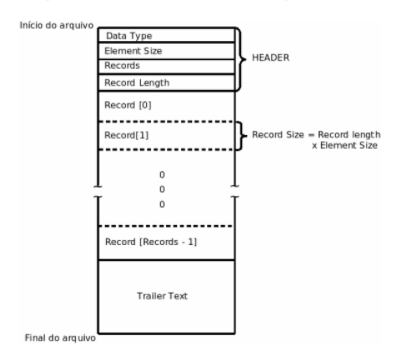 Início do arquivo
Data Type
Element Size
HEADER
Records
Record Length
Record [0]
Record[1]
Record Size = Record length
x Element Size
0
0
0
Record [Records - 1]
Trailer Text
Final do arquivo